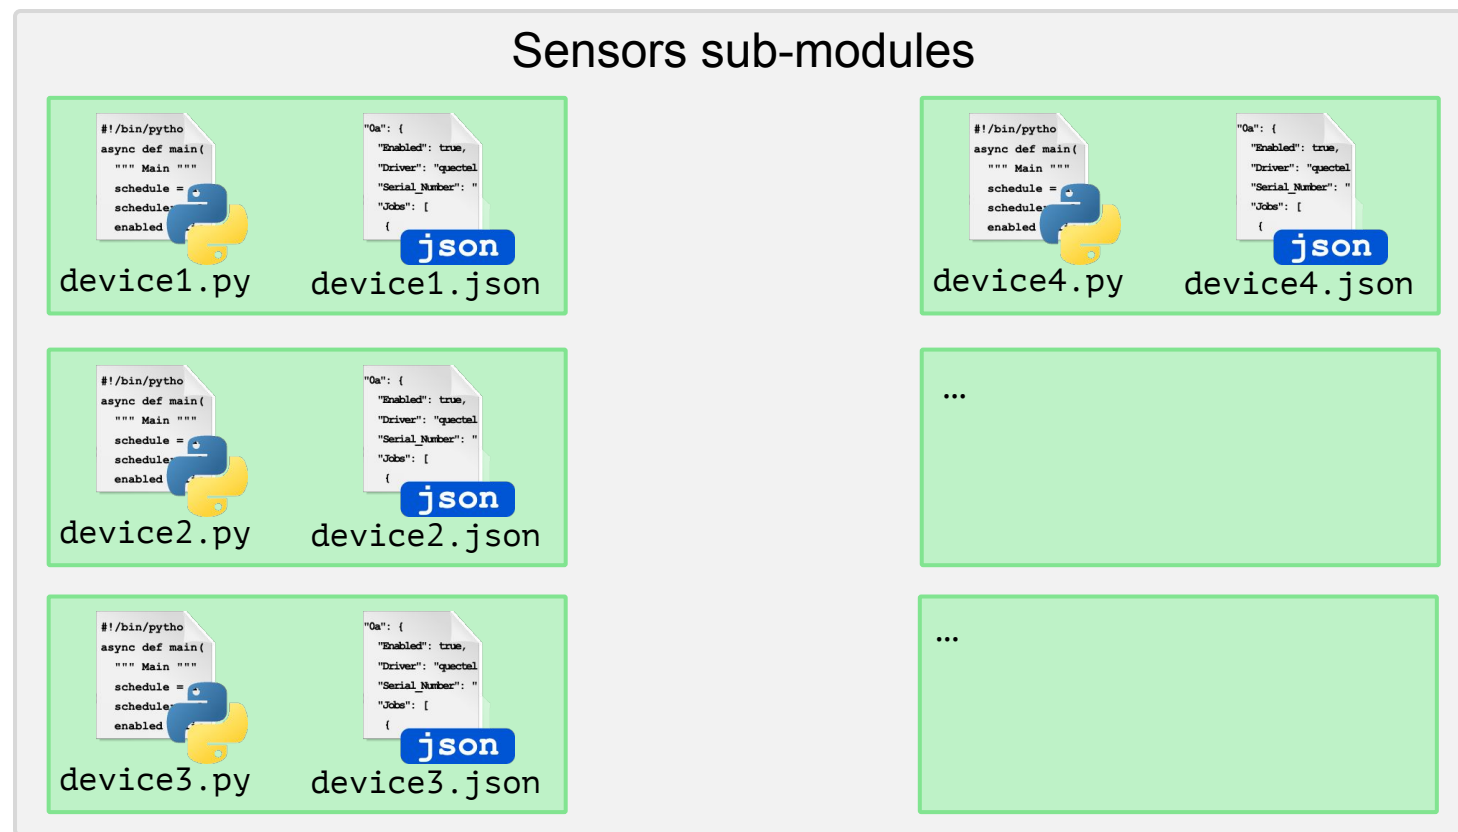 Sensors sub-modules
#!/bin/pytho
async def main(
""" Main """
schedule =
schedule
enabled
device1.py
"0a": {
"Enabled": true,
"Driver": "quectel
"Serial_Number": "
"Jobs": [
{
json
device1.json
#!/bin/pytho
async def main(
""" Main """
schedule =
schedule
enabled
device4.py
"0a": {
"Enabled": true,
"Driver": "quectel
"Serial_Number": "
"Jobs": [
{
json
device4.json
#!/bin/pytho
async def main(
""" Main """
schedule =
schedule
enabled
device2.py
"0a": {
"Enabled": true,
"Driver": "quectel
"Serial_Number": "
"Jobs": [
{
json
device2.json
...
#!/bin/pytho
async def main(
""" Main """
schedule =
schedule
enabled
device3.py
"0a": {
"Enabled": true,
"Driver": "quectel
"Serial_Number": "
"Jobs": [
{
json
device3.json
...